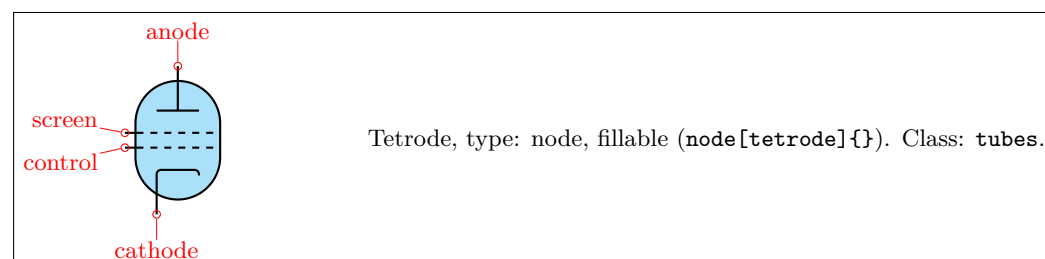 anode
screen
control
cathode
Tetrode, type: node, fillable (node[tetrode]{}). Class: tubes.